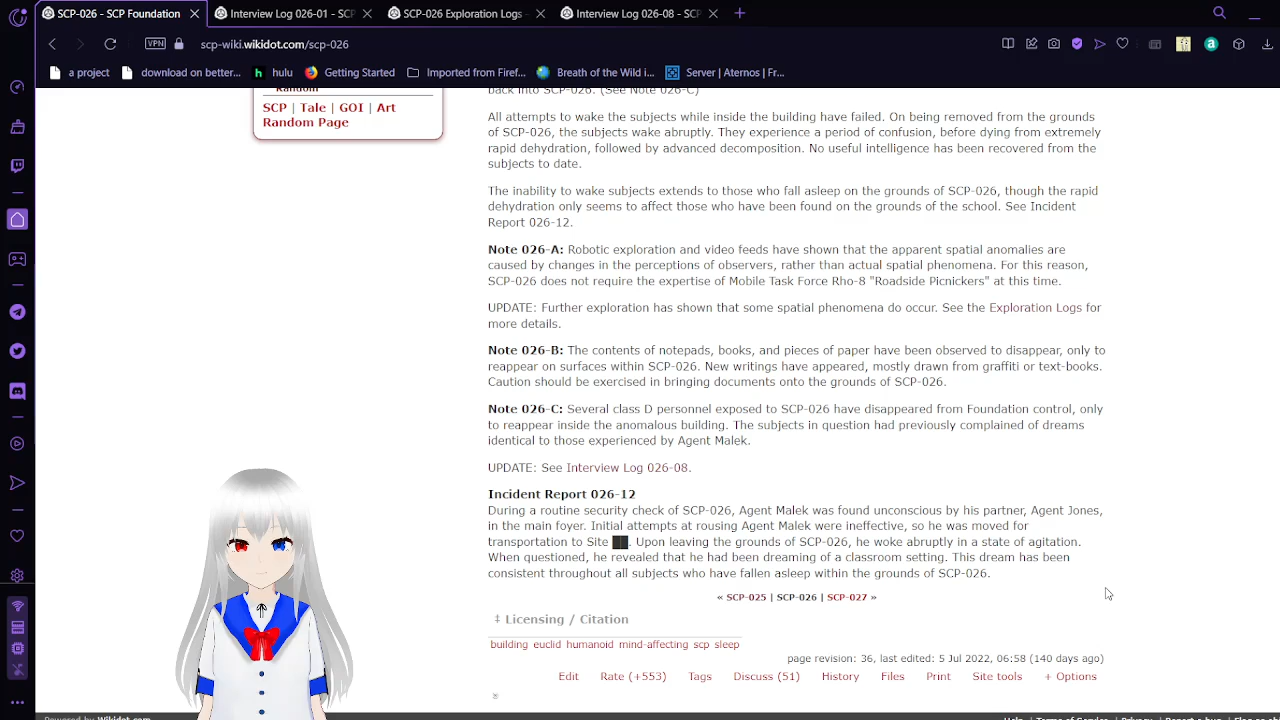 SCP-026 - SCP Foundation
Interview Log 026-01 - SCP-
SCP-026 Exploration Logs -
Interview Log 026-08 - SCP-
VPN
scp-wiki.wikidot.com/scp-026
a project
download on better...
hulu
Getting Started
Imported from Firef...
Breath of the Wild i...
Server | Aternos | Fr...
Random
SCP | Tale | GOI | Art
Random Page
back into SCP-026. (See Note 026-C)
All attempts to wake the subjects while inside the building have failed. On being removed from the grounds
of SCP-026, the subjects wake abruptly. They experience a period of confusion, before dying from extremely
rapid dehydration, followed by advanced decomposition. No useful intelligence has been recovered from the
subjects to date.
The inability to wake subjects extends to those who fall asleep on the grounds of SCP-026, though the rapid
dehydration only seems to affect those who have been found on the grounds of the school. See Incident
Report 026-12.
Note 026-A: Robotic exploration and video feeds have shown that the apparent spatial anomalies are
caused by changes in the perceptions of observers, rather than actual spatial phenomena. For this reason,
SCP-026 does not require the expertise of Mobile Task Force Rho-8 "Roadside Picnickers" at this time.
UPDATE: Further exploration has shown that some spatial phenomena do occur. See the Exploration Logs for
more details.
Note 026-B: The contents of notepads, books, and pieces of paper have been observed to disappear, only to
reappear on surfaces within SCP-026. New writings have appeared, mostly drawn from graffiti or text-books.
Caution should be exercised in bringing documents onto the grounds of SCP-026.
Note 026-C: Several class D personnel exposed to SCP-026 have disappeared from Foundation control, only
to reappear inside the anomalous building. The subjects in question had previously complained of dreams
identical to those experienced by Agent Malek.
UPDATE: See Interview Log 026-08.
Incident Report 026-12
During a routine security check of SCP-026, Agent Malek was found unconscious by his partner, Agent Jones,
in the main foyer. Initial attempts at rousing Agent Malek were ineffective, so he was moved for
transportation to Site ██. Upon leaving the grounds of SCP-026, he woke abruptly in a state of agitation.
When questioned, he revealed that he had been dreaming of a classroom setting. This dream has been
consistent throughout all subjects who have fallen asleep within the grounds of SCP-026.
« SCP-025 | SCP-026 | SCP-027 »
‡ Licensing / Citation
building euclid humanoid mind-affecting scp sleep
page revision: 36, last edited: 5 Jul 2022, 06:58 (140 days ago)
Edit Rate (+553) Tags Discuss (51) History Files Print Site tools + Options
Powered by Wikidot.com
Help | Terms of Service | Privacy | Report a bug | Flag as